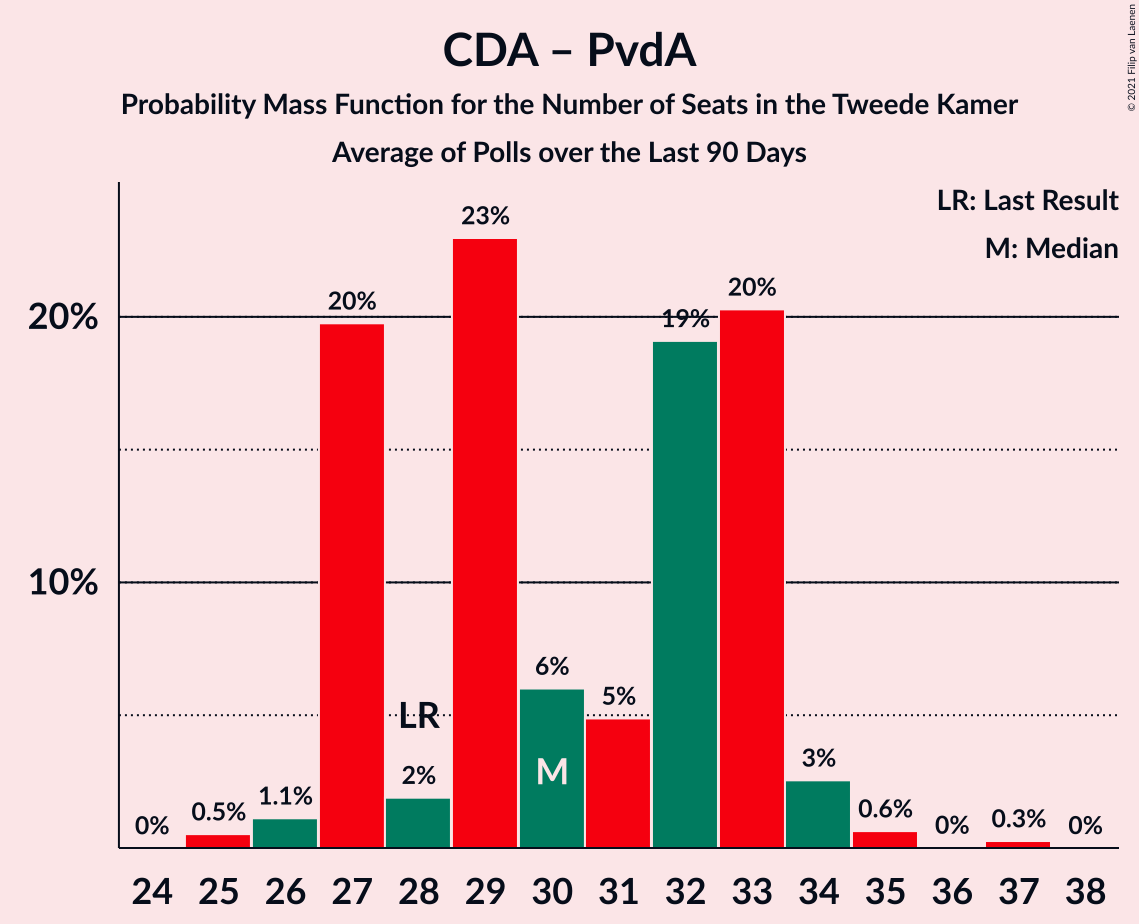 CDA – PvdA
Probability Mass Function for the Number of Seats in the Tweede Kamer
Average of Polls over the Last 90 Days
© 2021 Filip van Laenen
LR: Last Result
M: Median
20%
10%
0%
0.5%
1.1%
20%
2%
23%
6%
5%
19%
20%
3%
0.6%
0%
0.3%
0%
LR
M
24 25 26 27 28 29 30 31 32 33 34 35 36 37 38